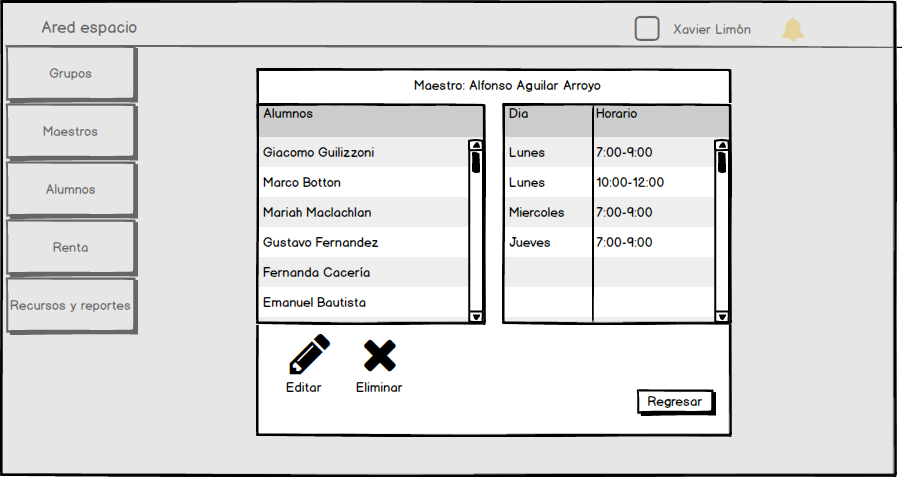 Ared espacio
Xavier Limón
Grupos
Maestros
Alumnos
Renta
Recursos y reportes
Maestro: Alfonso Aguilar Arroyo
Alumnos
Giacomo Guilizzoni
Marco Botton
Mariah Maclachlan
Gustavo Fernandez
Fernanda Cacería
Emanuel Bautista
Dia Horario
Lunes 7:00-9:00
Lunes 10:00-12:00
Miercoles 7:00-9:00
Jueves 7:00-9:00
Editar
Eliminar
Regresar